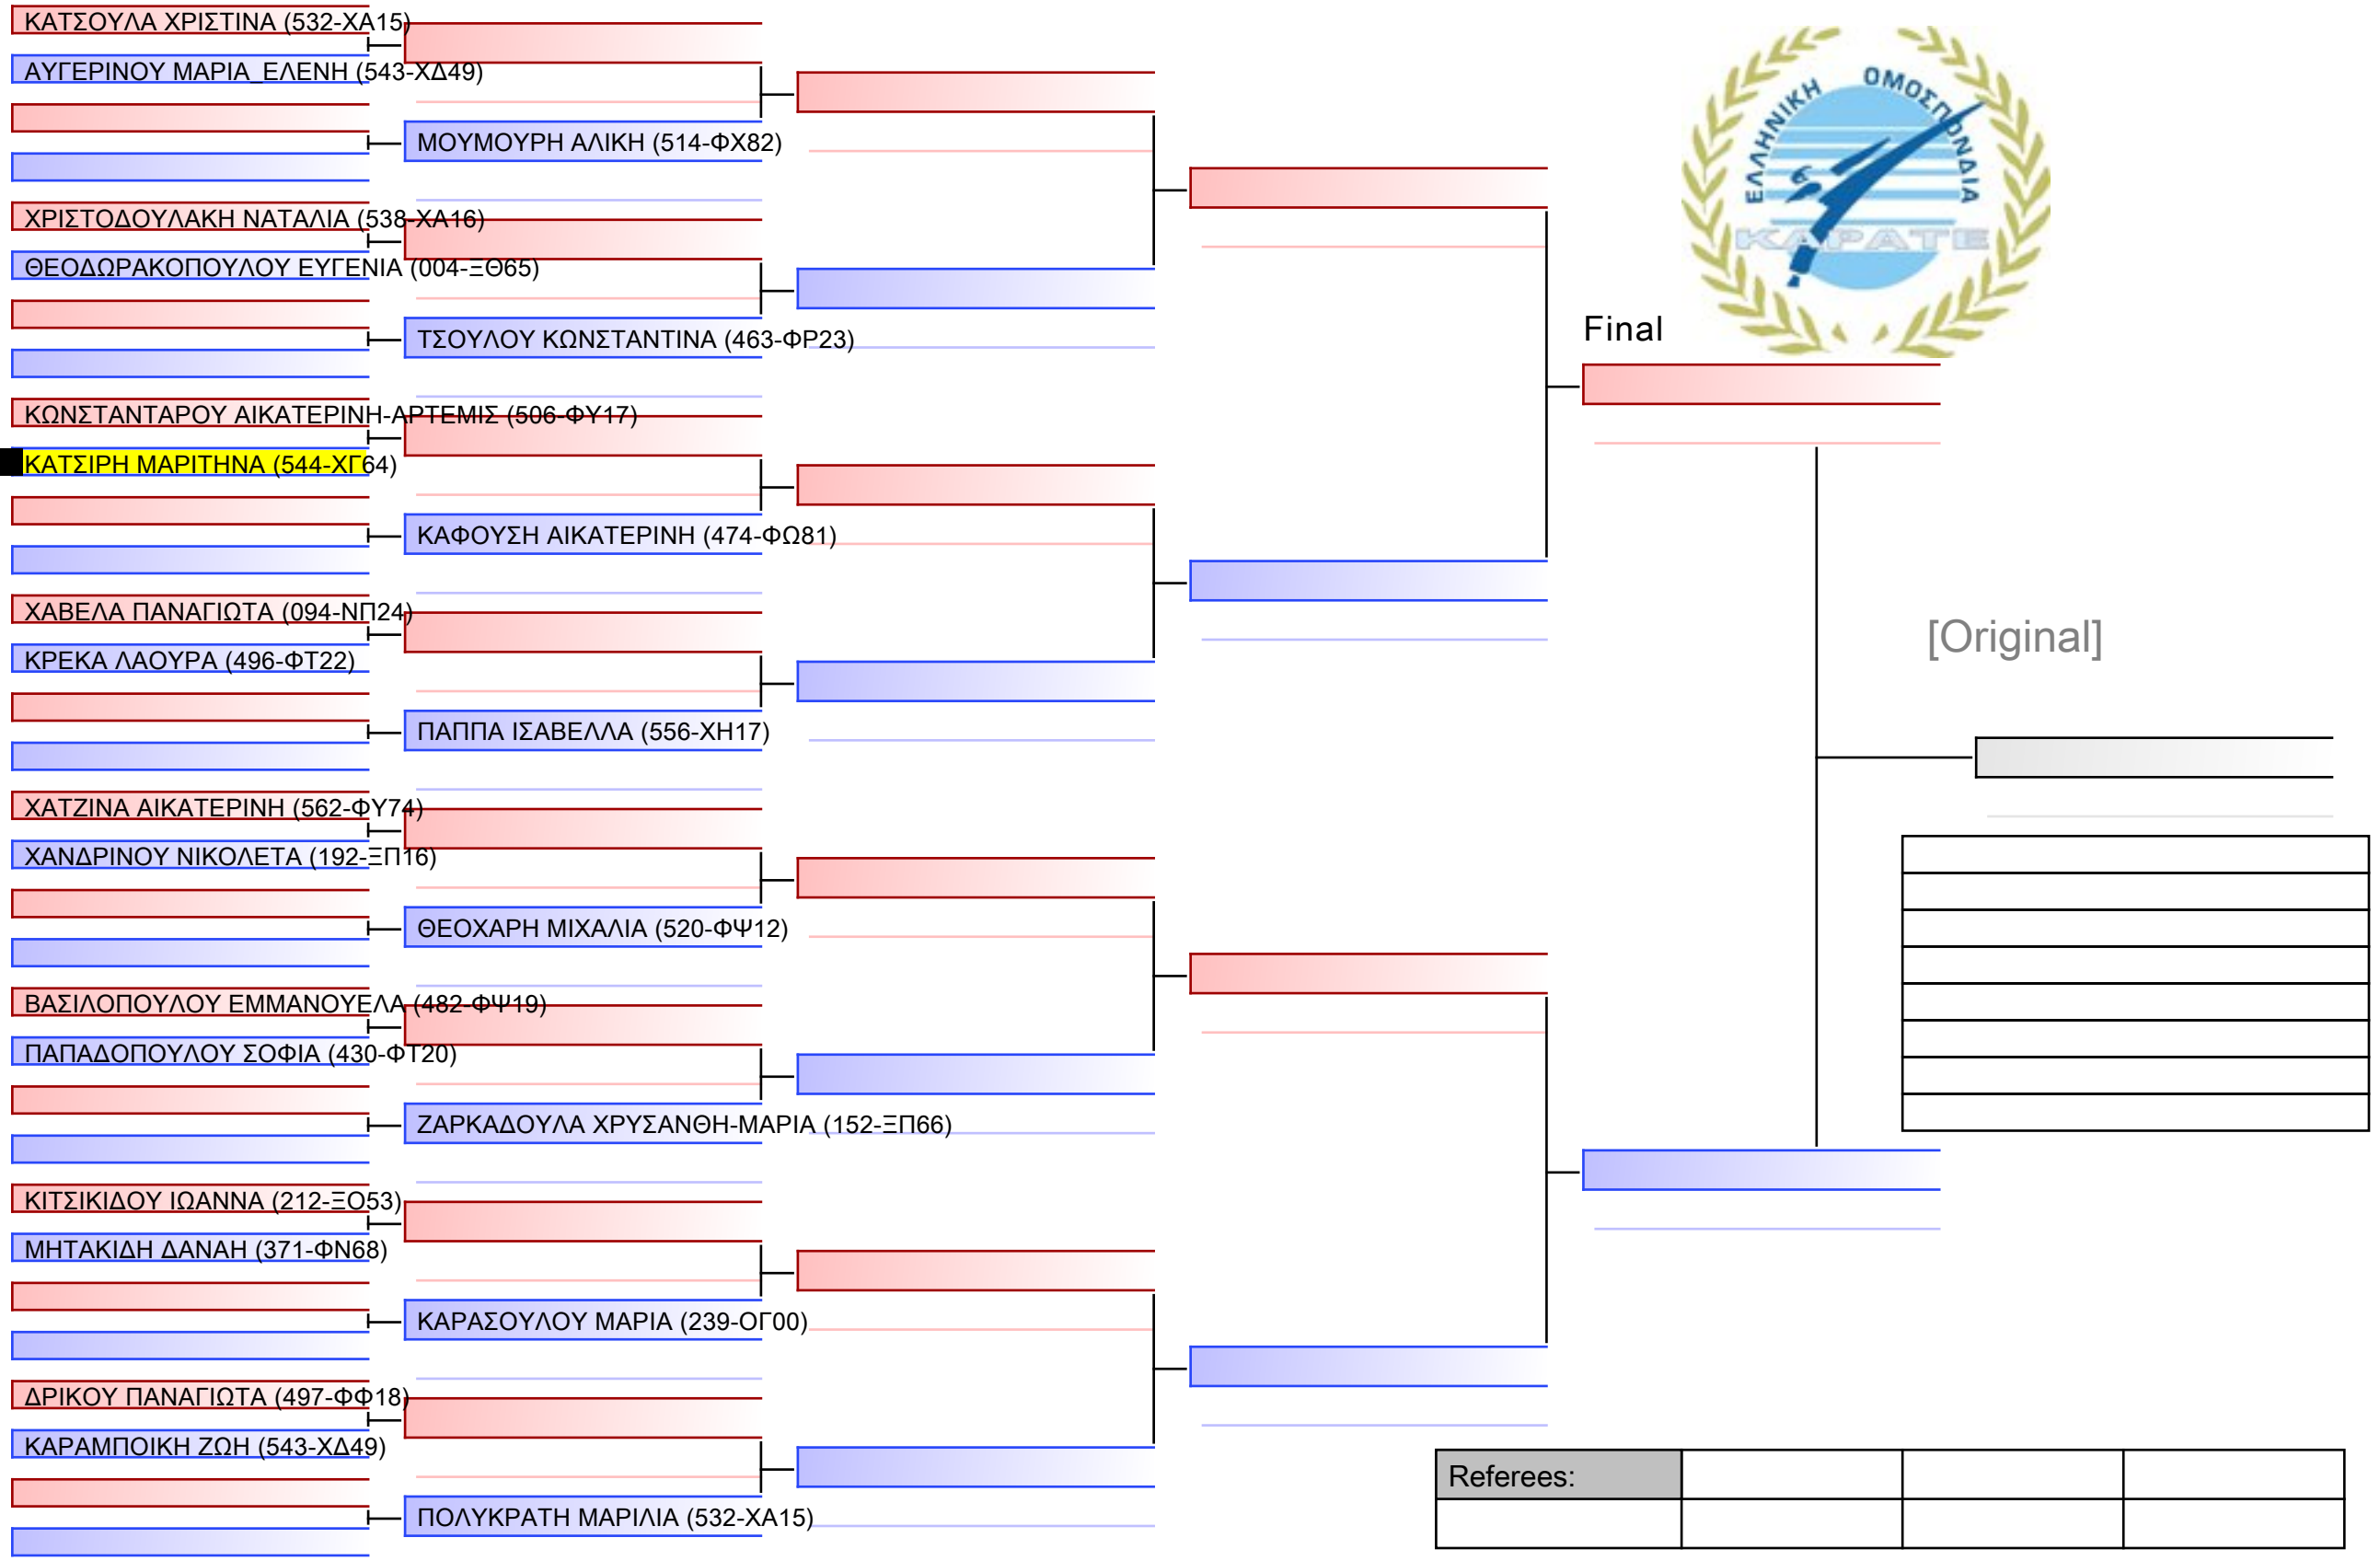 ΚΑΤΣΟΥΛΑ ΧΡΙΣΤΙΝΑ (532-ΧΑ15)
ΑΥΓΕΡΙΝΟΥ ΜΑΡΙΑ_ΕΛΕΝΗ (543-ΧΔ49)
ΜΟΥΜΟΥΡΗ ΑΛΙΚΗ (514-ΦΧ82)
ΧΡΙΣΤΟΔΟΥΛΑΚΗ ΝΑΤΑΛΙΑ (538-ΧΑ16)
ΘΕΟΔΩΡΑΚΟΠΟΥΛΟΥ ΕΥΓΕΝΙΑ (004-ΞΘ65)
ΤΣΟΥΛΟΥ ΚΩΝΣΤΑΝΤΙΝΑ (463-ΦΡ23)
ΚΩΝΣΤΑΝΤΑΡΟΥ ΑΙΚΑΤΕΡΙΝΗ-ΑΡΤΕΜΙΣ (506-ΦΥ17)
ΚΑΤΣΙΡΗ ΜΑΡΙΤΗΝΑ (544-ΧΓ64)
ΚΑΦΟΥΣΗ ΑΙΚΑΤΕΡΙΝΗ (474-ΦΩ81)
ΧΑΒΕΛΑ ΠΑΝΑΓΙΩΤΑ (094-ΝΠ24)
ΚΡΕΚΑ ΛΑΟΥΡΑ (496-ΦΤ22)
ΠΑΠΠΑ ΙΣΑΒΕΛΛΑ (556-ΧΗ17)
ΧΑΤΖΙΝΑ ΑΙΚΑΤΕΡΙΝΗ (562-ΦΥ74)
ΧΑΝΔΡΙΝΟΥ ΝΙΚΟΛΕΤΑ (192-ΞΠ16)
ΘΕΟΧΑΡΗ ΜΙΧΑΛΙΑ (520-ΦΨ12)
ΒΑΣΙΛΟΠΟΥΛΟΥ ΕΜΜΑΝΟΥΕΛΑ (482-ΦΨ19)
ΠΑΠΑΔΟΠΟΥΛΟΥ ΣΟΦΙΑ (430-ΦΤ20)
ΖΑΡΚΑΔΟΥΛΑ ΧΡΥΣΑΝΘΗ-ΜΑΡΙΑ (152-ΞΠ66)
ΚΙΤΣΙΚΙΔΟΥ ΙΩΑΝΝΑ (212-ΞΟ53)
ΜΗΤΑΚΙΔΗ ΔΑΝΑΗ (371-ΦΝ68)
ΚΑΡΑΣΟΥΛΟΥ ΜΑΡΙΑ (239-ΟΓ00)
ΔΡΙΚΟΥ ΠΑΝΑΓΙΩΤΑ (497-ΦΦ18)
ΚΑΡΑΜΠΟΙΚΗ ΖΩΗ (543-ΧΔ49)
ΠΟΛΥΚΡΑΤΗ ΜΑΡΙΛΙΑ (532-ΧΑ15)
ΕΛΛΗΝΙΚΗ ΟΜΟΣΠΟΝΔΙΑ
ΚΑΡΑΤΕ
Final
[Original]
Referees: